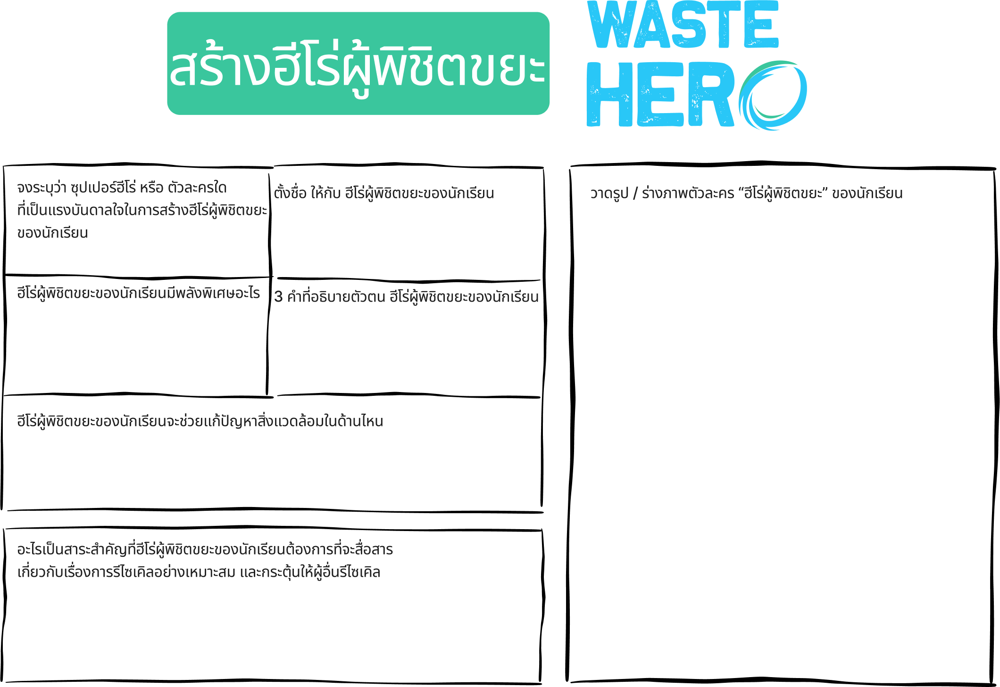 สร้างฮีโร่ผู้พิชิตขยะ
WASTE
HERO
จงระบุว่า ซุปเปอร์ฮีโร่ หรือ ตัวละครใด
ที่เป็นแรงบันดาลใจในการสร้างฮีโร่ผู้พิชิตขยะ
ของนักเรียน
ตั้งชื่อ ให้กับ ฮีโร่ผู้พิชิตขยะของนักเรียน
ฮีโร่ผู้พิชิตขยะของนักเรียนมีพลังพิเศษอะไร
3 คำที่อธิบายตัวตน ฮีโร่ผู้พิชิตขยะของนักเรียน
ฮีโร่ผู้พิชิตขยะของนักเรียนจะช่วยแก้ปัญหาสิ่งแวดล้อมในด้านไหน
อะไรเป็นสาระสำคัญที่ฮีโร่ผู้พิชิตขยะของนักเรียนต้องการที่จะสื่อสาร
เกี่ยวกับเรื่องการรีไซเคิลอย่างเหมาะสม และกระตุ้นให้ผู้อื่นรีไซเคิล
วาดรูป / ร่างภาพตัวละคร “ฮีโร่ผู้พิชิตขยะ” ของนักเรียน